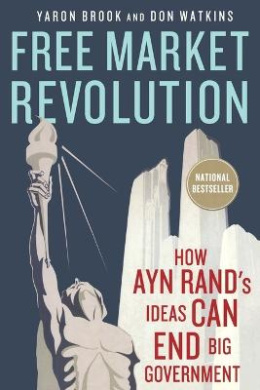 YARON BROOK AND DON WATKINS
FREE MARKET
REVOLUTION
NATIONAL
BESTSELLER
HOW
AYN RAND's
IDEAS CAN
END BIG
GOVERNMENT